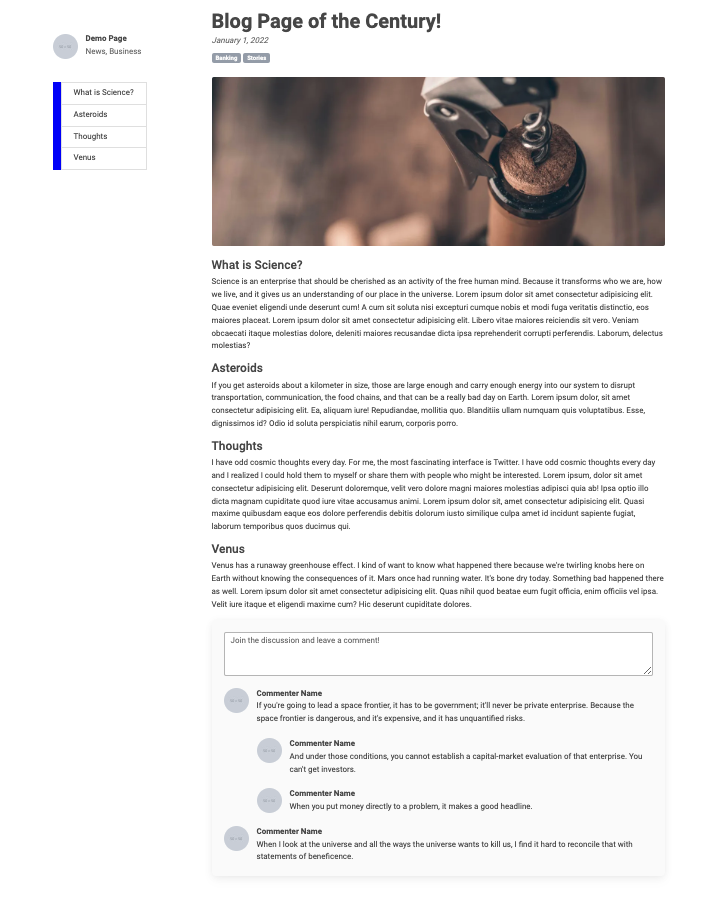 Blog Page of the Century!
January 1, 2022
Banking Stories
Demo Page
News, Business
What is Science?
Asteroids
Thoughts
Venus
What is Science?
Science is an enterprise that should be cherished as an activity of the free human mind. Because it transforms who we are, how
we live, and it gives us an understanding of our place in the universe. Lorem ipsum dolor sit amet consectetur adipisicing elit.
Quae eveniet eligendi unde deserunt cum! A cum sit soluta nisi excepturi cumque nobis et modi fuga veritatis distinctio, eos
maiores placeat. Lorem ipsum dolor sit amet consectetur adipisicing elit. Libero vitae maiores reiciendis sit vero. Veniam
obcaecati itaque molestias dolore, deleniti maiores recusandae dicta ipsa reprehenderit corrupti perferendis. Laborum, delectus
molestias?
Asteroids
If you get asteroids about a kilometer in size, those are large enough and carry enough energy into our system to disrupt
transportation, communication, the food chains, and that can be a really bad day on Earth. Lorem ipsum dolor, sit amet
consectetur adipisicing elit. Ea, aliquam iure! Repudiandae, mollitia quo. Blanditiis ullam numquam quis voluptatibus. Esse,
dignissimos id? Odio id soluta perspiciatis nihil earum, corporis porro.
Thoughts
I have odd cosmic thoughts every day. For me, the most fascinating interface is Twitter. I have odd cosmic thoughts every day
and I realized I could hold them to myself or share them with people who might be interested. Lorem ipsum, dolor sit amet
consectetur adipisicing elit. Deserunt doloremque, velit vero dolore magni maiores molestias adipisci quia ab! Ipsa optio illo
dicta magnam cupiditate quod iure vitae accusamus animi. Lorem ipsum dolor sit, amet consectetur adipisicing elit. Quasi
maxime quibusdam eaque eos dolore perferendis debitis dolorum iusto similique culpa amet id incidunt sapiente fugiat,
laborum temporibus quos ducimus qui.
Venus
Venus has a runaway greenhouse effect. I kind of want to know what happened there because we're twirling knobs here on
Earth without knowing the consequences of it. Mars once had running water. It's bone dry today. Something bad happened there
as well. Lorem ipsum dolor sit amet consectetur adipisicing elit. Quas nihil quod beatae eum fugit officia, enim officiis vel ipsa.
Velit iure itaque et eligendi maxime cum? Hic deserunt cupiditate dolores.
Join the discussion and leave a comment!
Commenter Name
If you're going to lead a space frontier, it has to be government; it'll never be private enterprise. Because the
space frontier is dangerous, and it's expensive, and it has unquantified risks.
Commenter Name
And under those conditions, you cannot establish a capital-market evaluation of that enterprise. You
can't get investors.
Commenter Name
When you put money directly to a problem, it makes a good headline.
Commenter Name
When I look at the universe and all the ways the universe wants to kill us, I find it hard to reconcile that with
statements of beneficence.